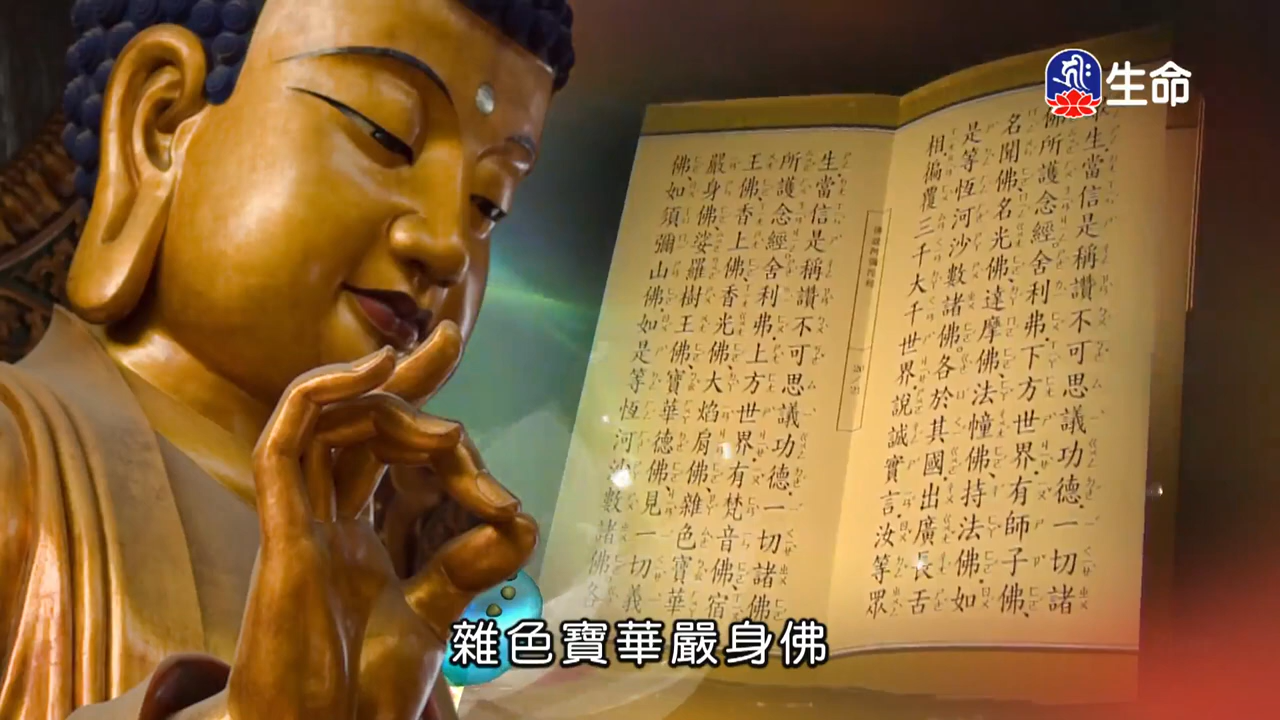 生命
生當信是稱讚不可思議功德.一切諸
佛所護念經.舍利弗.下方世界.有師子佛、
名聞佛、名光佛、達摩佛、法幢佛、持法佛.如
是等恆河沙數諸佛.各於其國.出廣長舌
相.徧覆三千大千世界.說誠實言.汝等眾
生當信是稱讚不可思議功德.一切諸佛
所護念經.舍利弗.上方世界.有梵音佛、宿
王佛、香上佛、香光佛、大焰肩佛、雜色寶華
嚴身佛、娑羅樹王佛、寶華德佛、見一切義
佛、如須彌山佛.如是等恆河沙數諸佛.各
雜色寶華嚴身佛